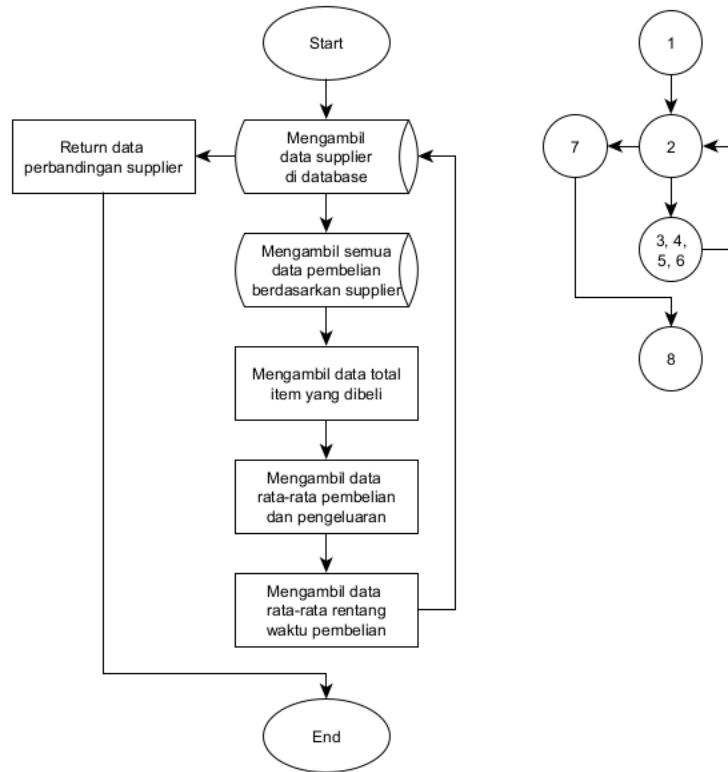 Start
Mengambil
data supplier
di database
Return data
perbandingan supplier
Mengambil semua
data pembelian
berdasarkan supplier
Mengambil data total
item yang dibeli
Mengambil data
rata-rata pembelian
dan pengeluaran
Mengambil data
rata-rata rentang
waktu pembelian
End
1
7
2
3, 4,
5, 6
8